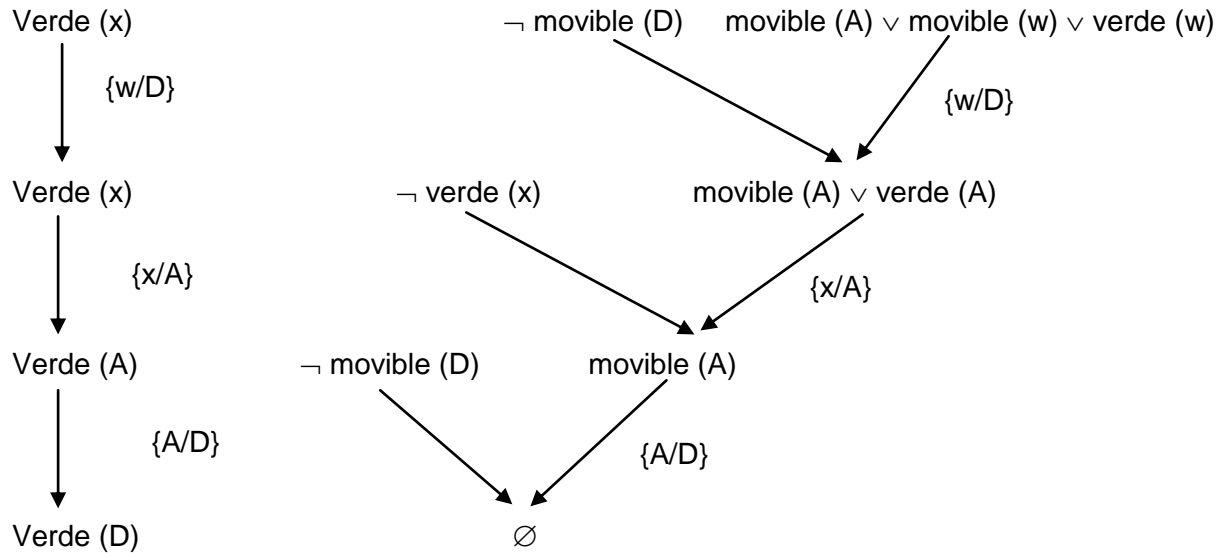 Verde (x) ¬ movible (D) movible (A) ∨ movible (w) ∨ verde (w)
{w/D} {w/D}
Verde (x) ¬ verde (x) movible (A) ∨ verde (A)
{x/A} {x/A}
Verde (A) ¬ movible (D) movible (A)
{A/D} {A/D}
Verde (D) ∅